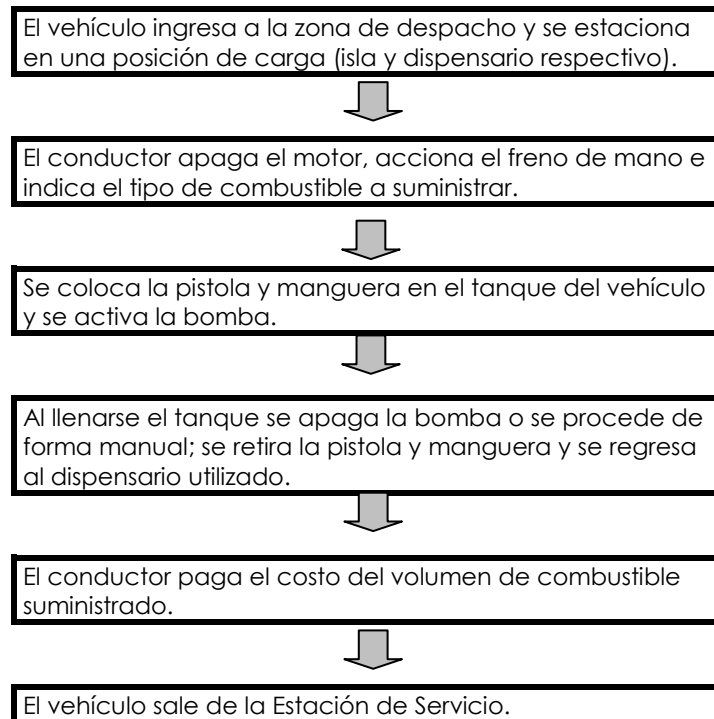 El vehículo ingresa a la zona de despacho y se estaciona
en una posición de carga (isla y dispensario respectivo).
El conductor apaga el motor, acciona el freno de mano e
indica el tipo de combustible a suministrar.
Se coloca la pistola y manguera en el tanque del vehículo
y se activa la bomba.
Al llenarse el tanque se apaga la bomba o se procede de
forma manual; se retira la pistola y manguera y se regresa
al dispensario utilizado.
El conductor paga el costo del volumen de combustible
suministrado.
El vehículo sale de la Estación de Servicio.